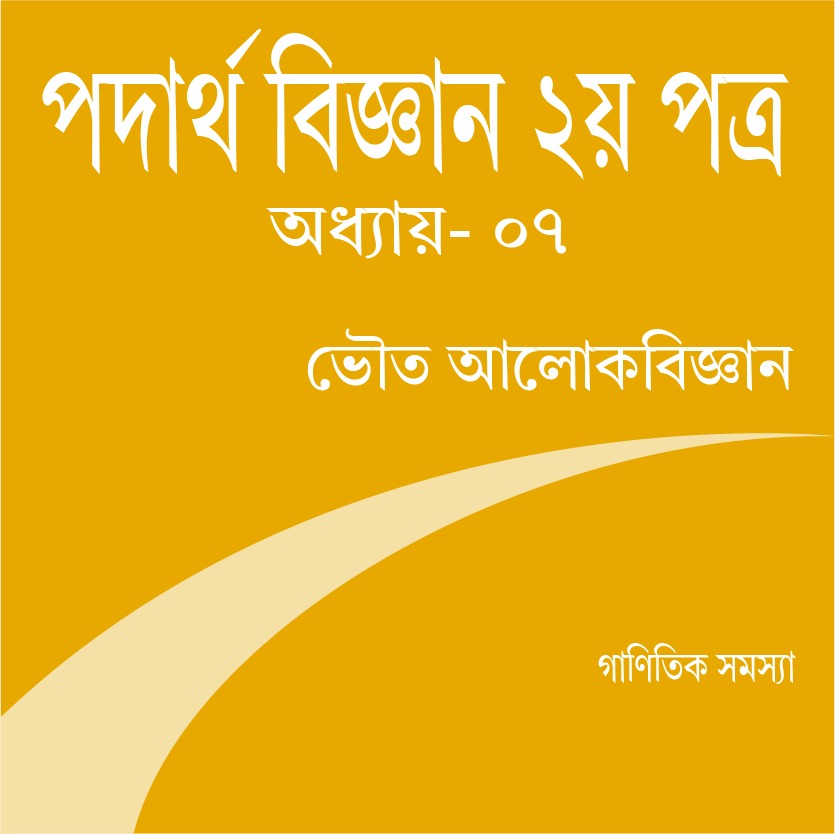 পদার্থ বিজ্ঞান ২য় পত্র
অধ্যায়- ০৭
ভৌত আলোকবিজ্ঞান
গাণিতিক সমস্যা